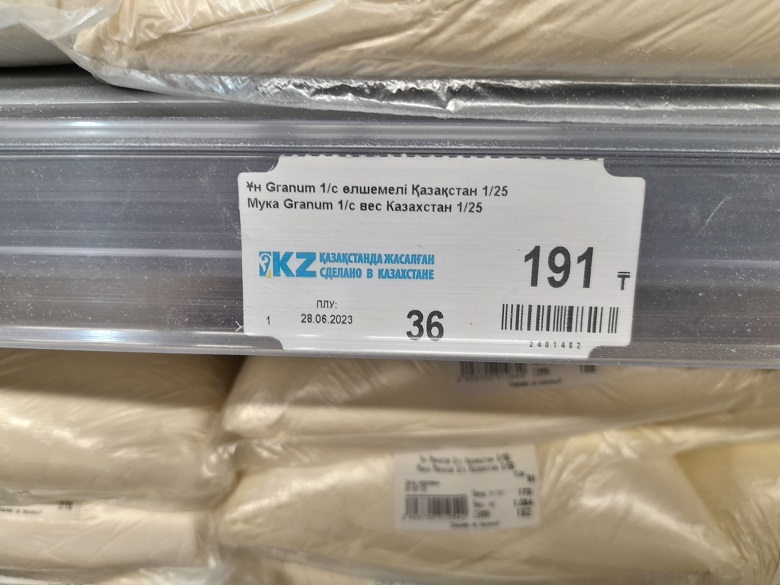 Ұн Granum 1/с өлшемелі Қазақстан 1/25
Мука Granum 1/с вес Казахстан 1/25
KZ ҚАЗАҚСТАНДА ЖАСАЛҒАН
СДЕЛАНО В КАЗАХСТАНЕ
191 ₸
ПЛУ:
1 28.06.2023 36
2401482